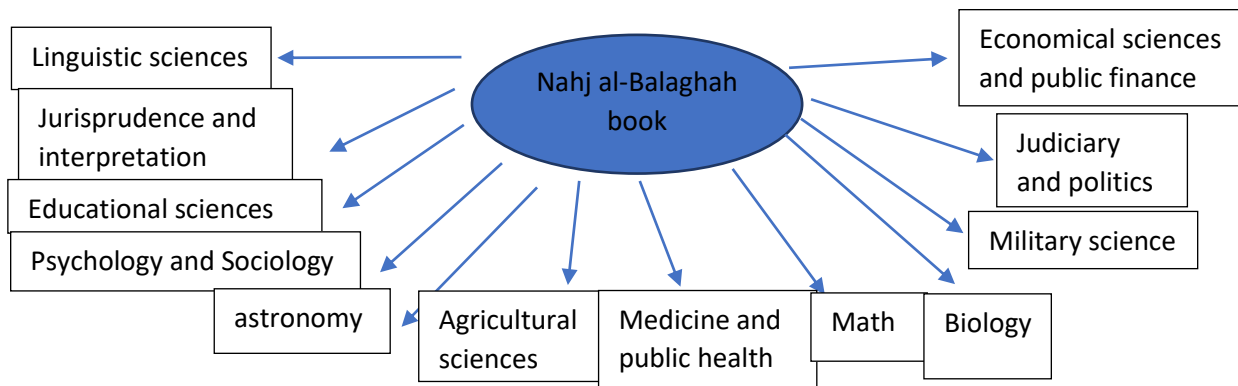 Nahj al-Balaghah
book
Linguistic sciences
Jurisprudence and
interpretation
Educational sciences
Psychology and Sociology
astronomy
Agricultural
sciences
Medicine and
public health
Math
Biology
Military science
Judiciary
and politics
Economical sciences
and public finance